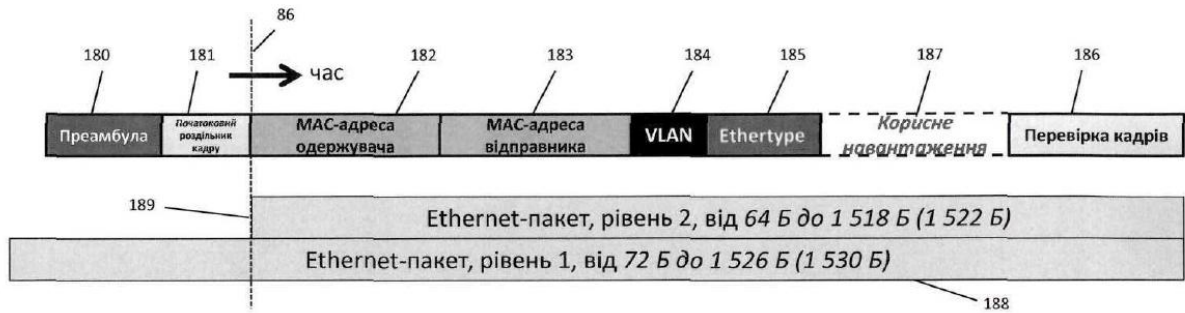 86
180
181
182
183
184
185
187
186
час
Преамбула
Початоковий
роздільник
кадру
MAC-адреса
одержувача
MAC-адреса
відправника
VLAN
Ethertype
Корисне
навантаження
Перевірка кадрів
189
Ethernet-пакет, рівень 2, від 64 Б до 1 518 Б (1 522 Б)
Ethernet-пакет, рівень 1, від 72 Б до 1 526 Б (1 530 Б)
188